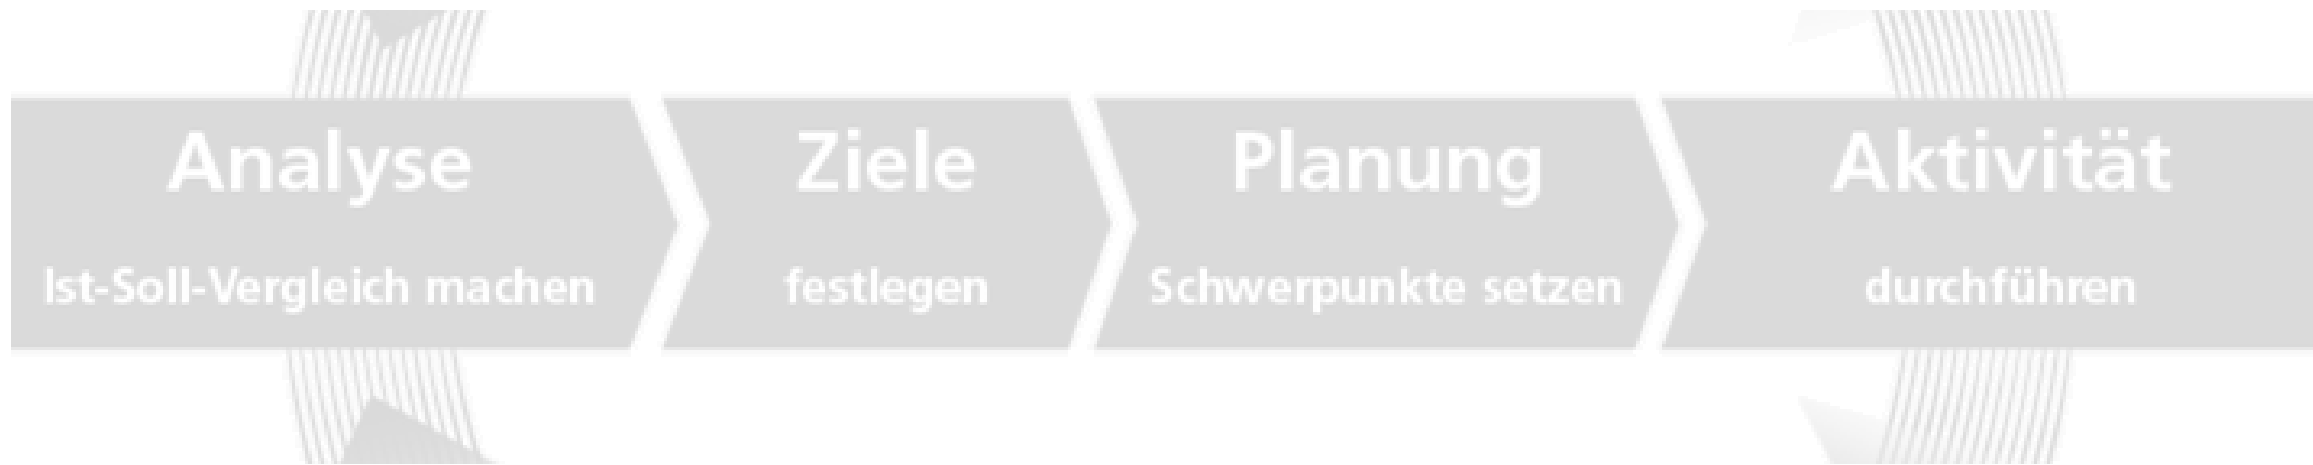 Analyse
Ist-Soll-Vergleich machen
Ziele
festlegen
Planung
Schwerpunkte setzen
Aktivität
durchführen